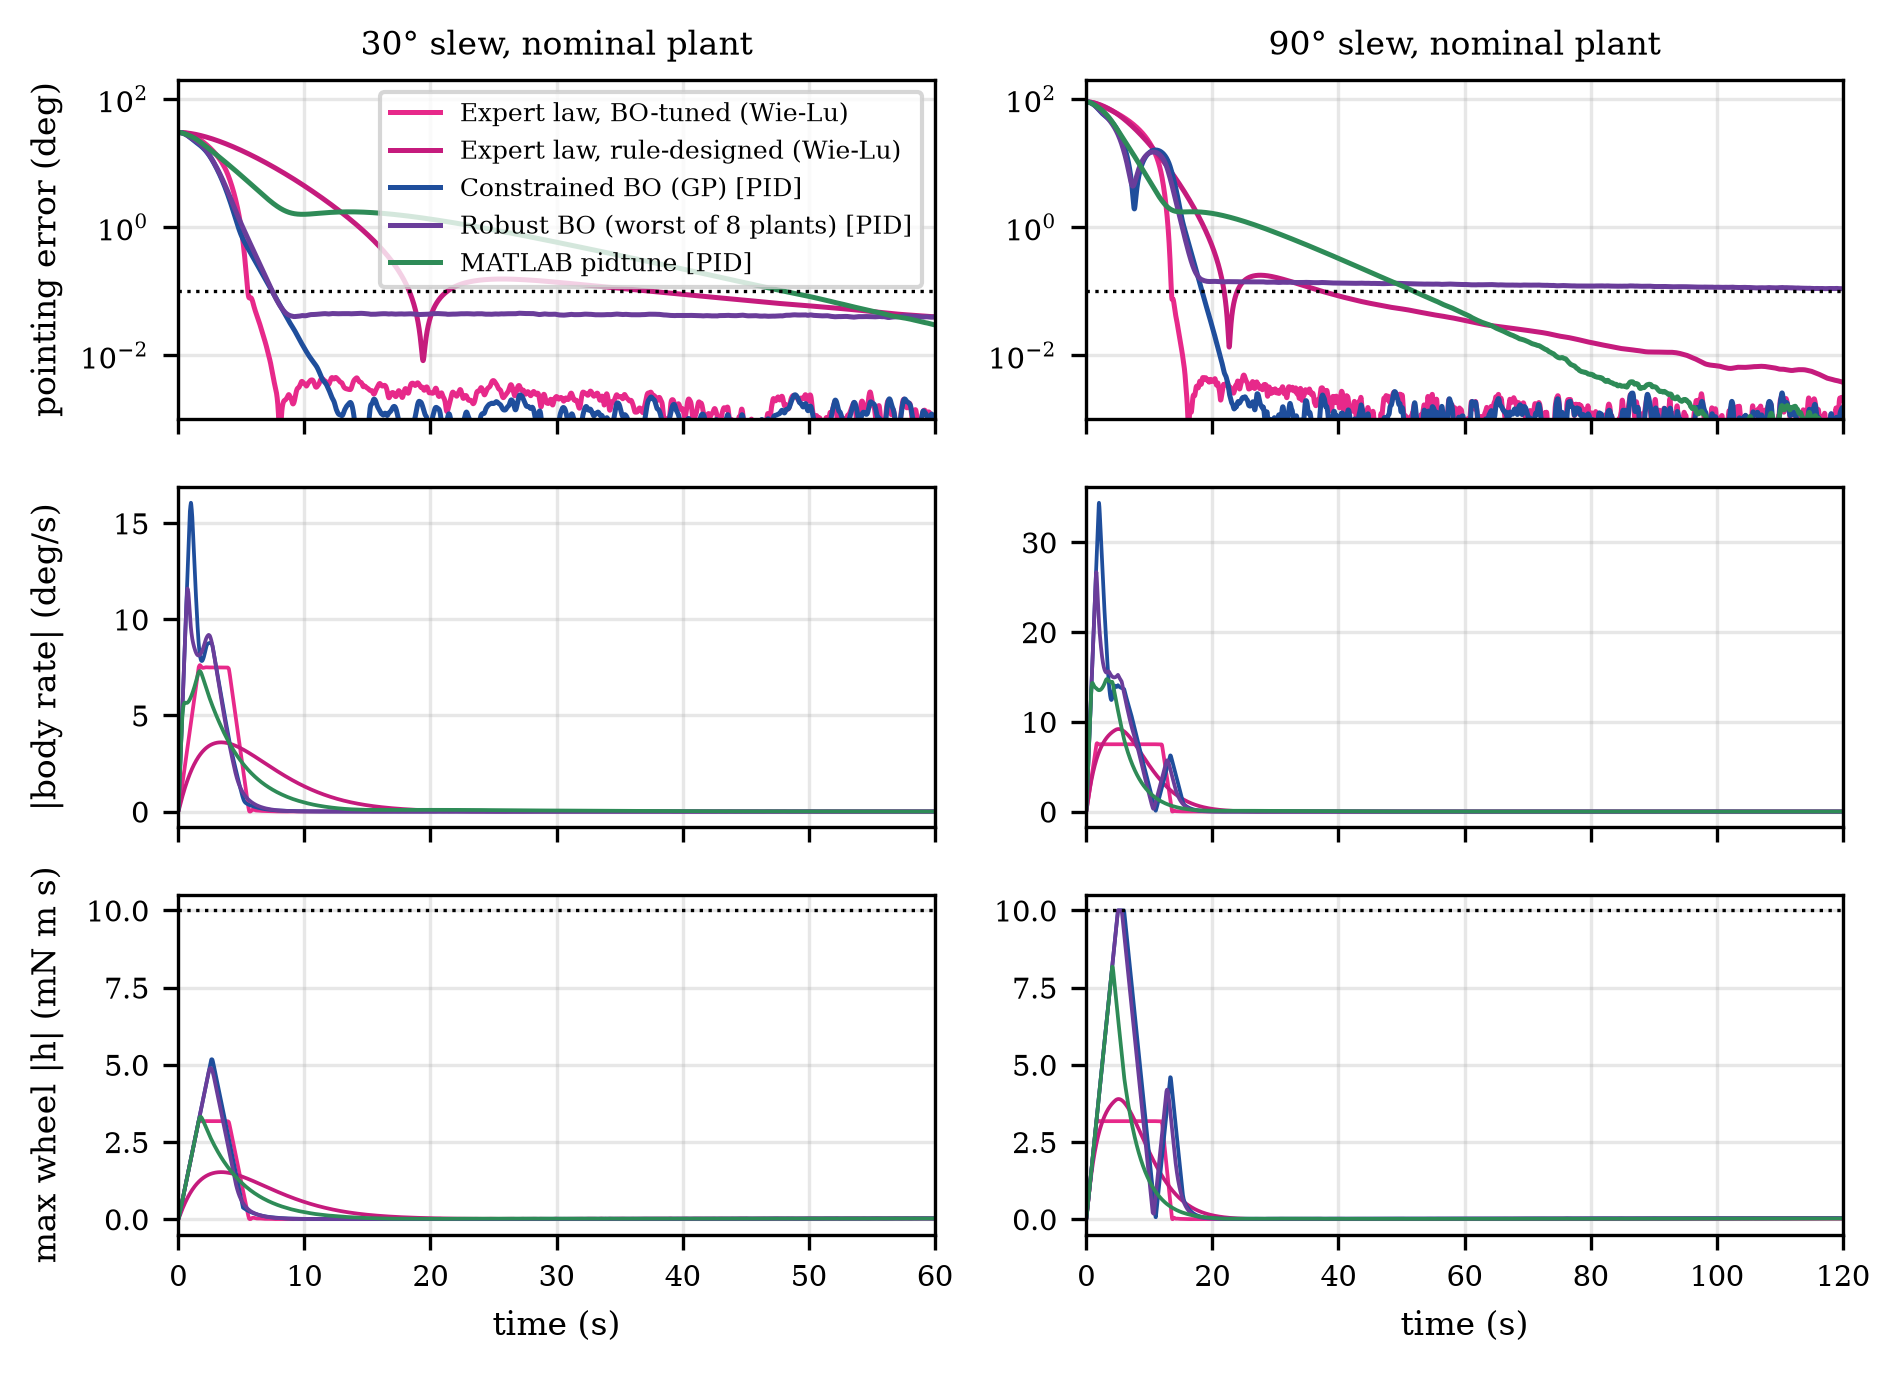 30° slew, nominal plant
90° slew, nominal plant
pointing error (deg)
10²
10⁰
10⁻²
Expert law, BO-tuned (Wie-Lu)
Expert law, rule-designed (Wie-Lu)
Constrained BO (GP) [PID]
Robust BO (worst of 8 plants) [PID]
MATLAB pidtune [PID]
10²
10⁰
10⁻²
|body rate| (deg/s)
15
10
5
0
30
20
10
0
max wheel |h| (mN m s)
10.0
7.5
5.0
2.5
0.0
0 10 20 30 40 50 60
time (s)
10.0
7.5
5.0
2.5
0.0
0 20 40 60 80 100 120
time (s)